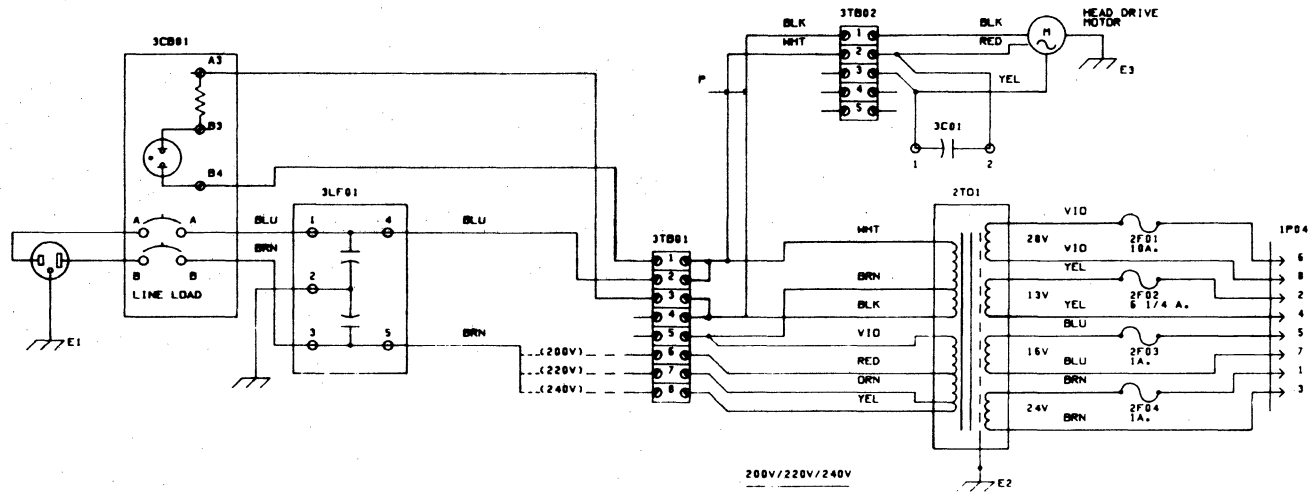 3CB01
A3
B3
B4
A A
B B
LINE LOAD
E1
3LF01
1 4
2
3 5
BLU
BRN
BLU
BRN
(200V)
(220V)
(240V)
3TB01
1
2
3
4
5
6
7
8
P
BLK
WHT
3TB02
1
2
3
4
5
BLK
RED
YEL
M
HEAD DRIVE
MOTOR
E3
3C01
1 2
WHT
BRN
BLK
VIO
RED
ORN
YEL
2T01
28V
13V
16V
24V
E2
VIO
VIO
YEL
YEL
BLU
BLU
BRN
BRN
2F01
10A.
2F02
6 1/4 A.
2F03
1A.
2F04
1A.
1P04
6
8
2
4
5
7
1
3
200V/220V/240V